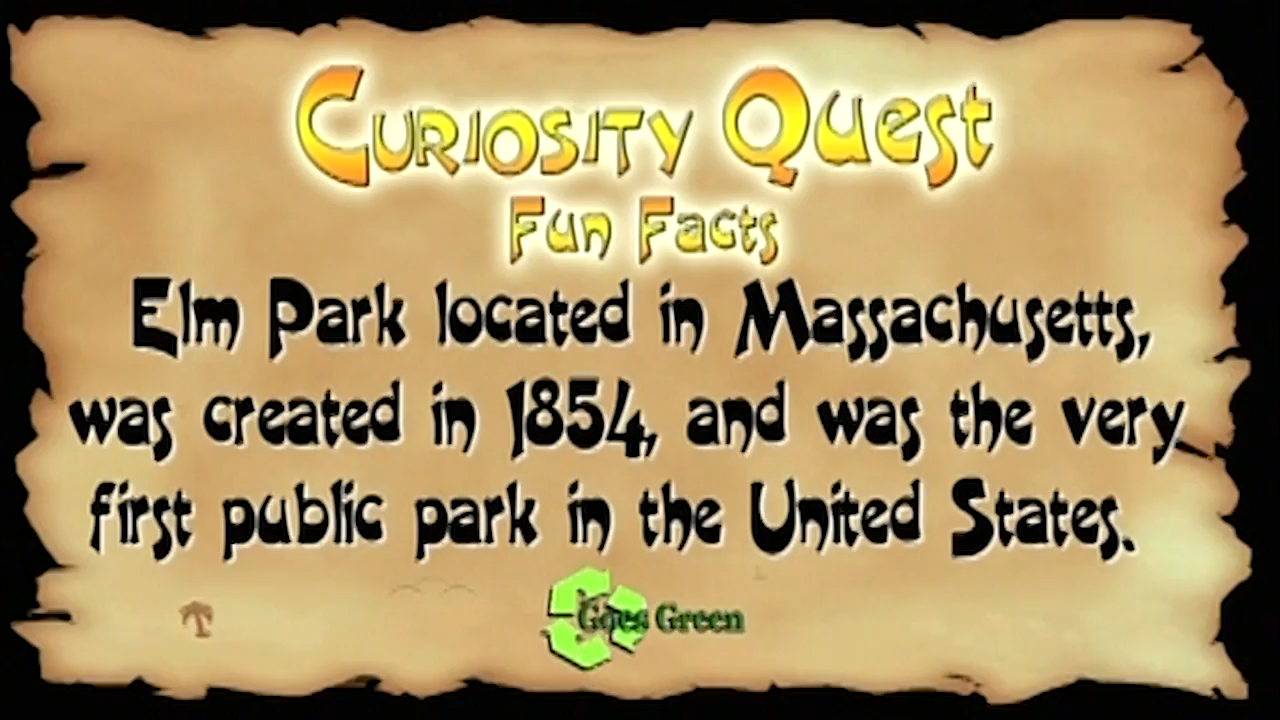 Curiosity Quest
Fun Facts
Elm Park located in Massachusetts,
was created in 1854, and was the very
first public park in the United States.
Goes Green